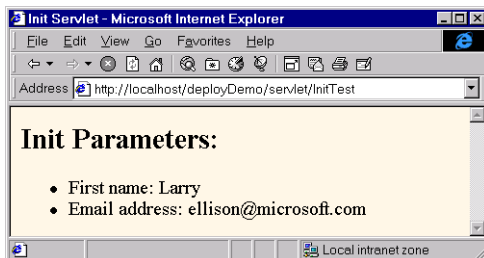 Init Servlet - Microsoft Internet Explorer
File Edit View Go Favorites Help
Address http://localhost/deployDemo/servlet/InitTest
Init Parameters:
• First name: Larry
• Email address: ellison@microsoft.com
Local intranet zone